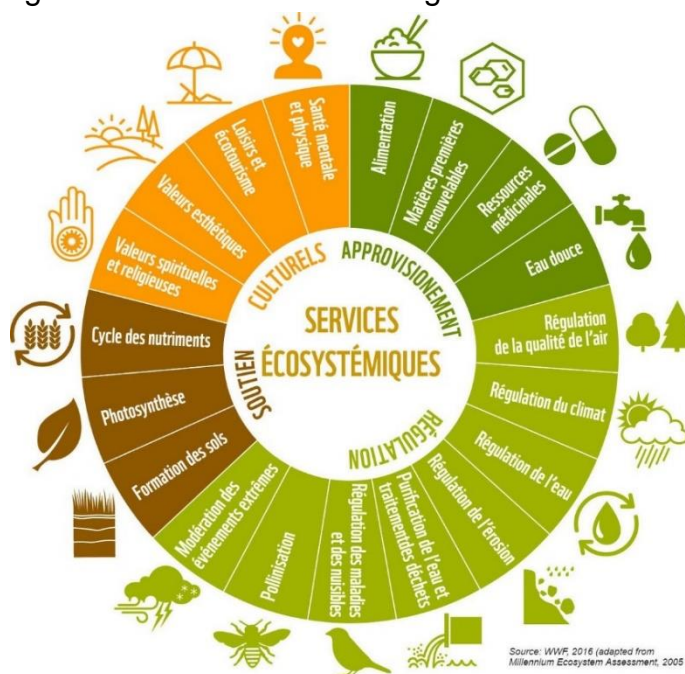 SERVICES
ÉCOSYSTÉMIQUES
APPROVISIONEMENT
Alimentation
Matières premières
renouvelables
Ressources
médicinales
Eau douce
RÉGULATION
Régulation
de la qualité de l'air
Régulation du climat
Régulation de l'eau
Régulation de l'érosion
Purification de l'eau et
traitementdes déchets
Régulation des maladies
et des nuisibles
Pollinisation
Modération des
événements extrêmes
SOUTIEN
Formation des sols
Photosynthèse
Cycle des nutriments
CULTURELS
Valeurs spirituelles
et religieuses
Valeurs esthétiques
Loisirs et
écotourisme
Santé mentale
et physique
Source: WWF, 2016 (adapted from
Millennium Ecosystem Assessment, 2005